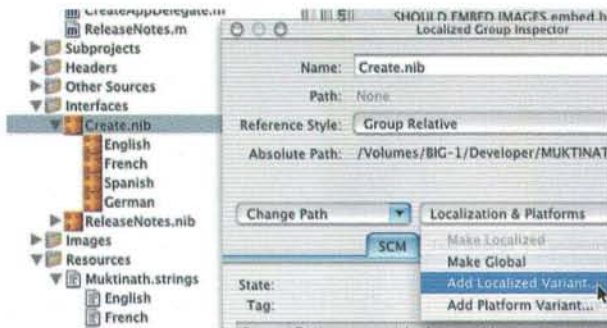 CreateAppDelegate.m
ReleaseNotes.m
Subprojects
Headers
Other Sources
Interfaces
Create.nib
English
French
Spanish
German
ReleaseNotes.nib
Images
Resources
Muktinath.strings
English
French
SHOULD EMBED IMAGES embed.b
Localized Group Inspector
Name: Create.nib
Path: None
Reference Style: Group Relative
Absolute Path: /Volumes/BIG-1/Developer/MUKTINAT
Change Path
Localization & Platforms
SCM
Make Localized
Make Global
Add Localized Variant...
Add Platform Variant...
State:
Tag: